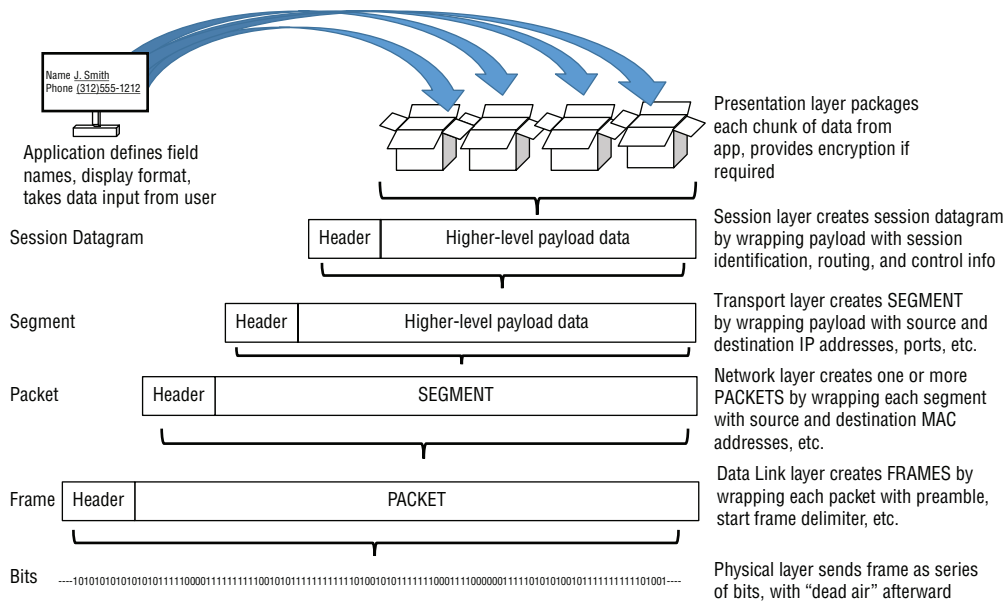 Name J. Smith
Phone (312)555-1212
Application defines field
names, display format,
takes data input from user
Presentation layer packages
each chunk of data from
app, provides encryption if
required
Session Datagram
Header
Higher-level payload data
Session layer creates session datagram
by wrapping payload with session
identification, routing, and control info
Segment
Header
Higher-level payload data
Transport layer creates SEGMENT
by wrapping payload with source and
destination IP addresses, ports, etc.
Packet
Header
SEGMENT
Network layer creates one or more
PACKETS by wrapping each segment
with source and destination MAC
addresses, etc.
Frame
Header
PACKET
Data Link layer creates FRAMES by
wrapping each packet with preamble,
start frame delimiter, etc.
Bits
Physical layer sends frame as series
of bits, with “dead air” afterward